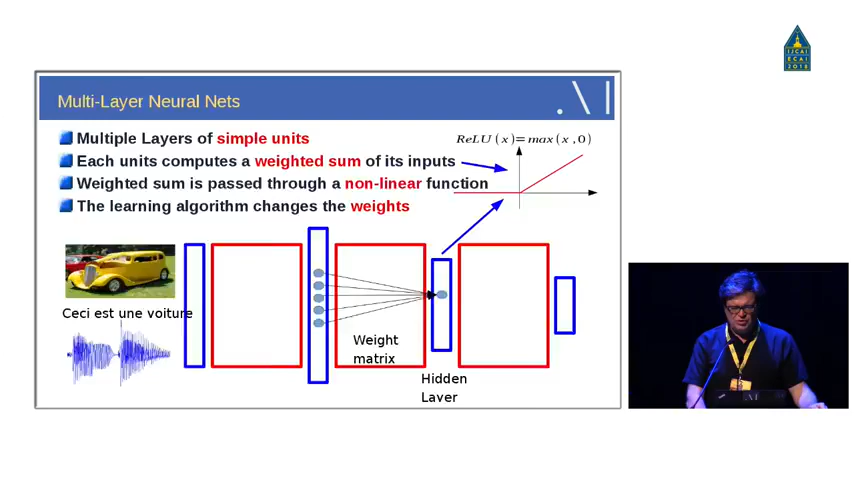 IJCAI
ECAI
2018
Multi-Layer Neural Nets
.\|
Multiple Layers of simple units
ReLU(x)=max(x,0)
Each units computes a weighted sum of its inputs
Weighted sum is passed through a non-linear function
The learning algorithm changes the weights
Ceci est une voiture
Weight
matrix
Hidden
Layer